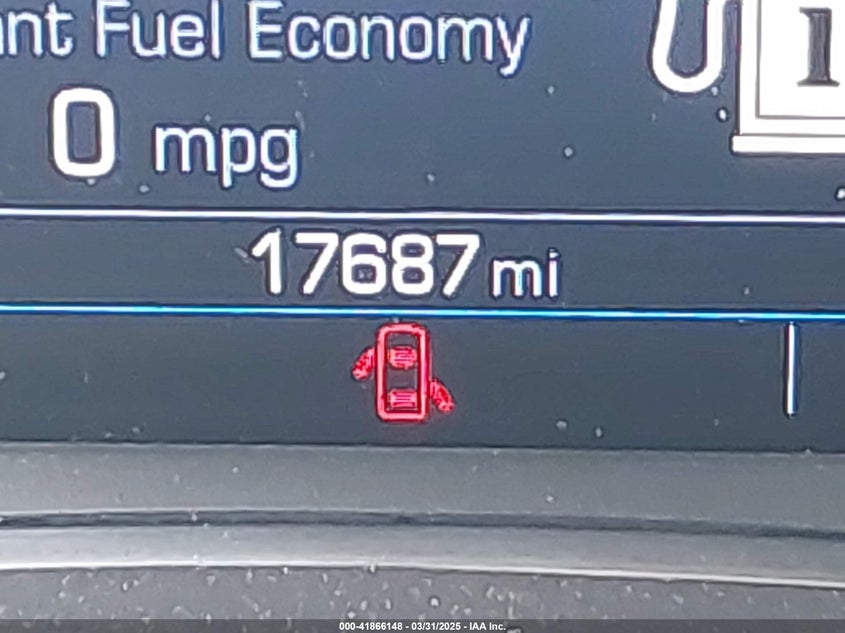 nt Fuel Economy
0 mpg
17687 mi
000-41866148 - 03/31/2025 - IAA Inc.